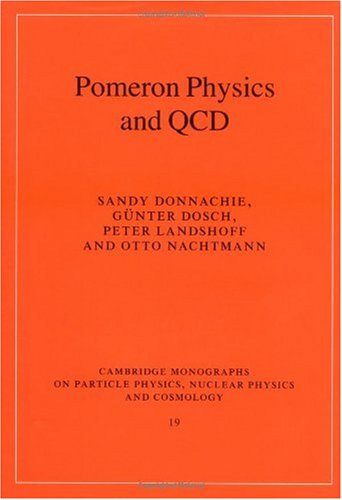 Pomeron Physics
and QCD
SANDY DONNACHIE,
GÜNTER DOSCH,
PETER LANDSHOFF
AND OTTO NACHTMANN
CAMBRIDGE MONOGRAPHS
ON PARTICLE PHYSICS, NUCLEAR PHYSICS
AND COSMOLOGY
19